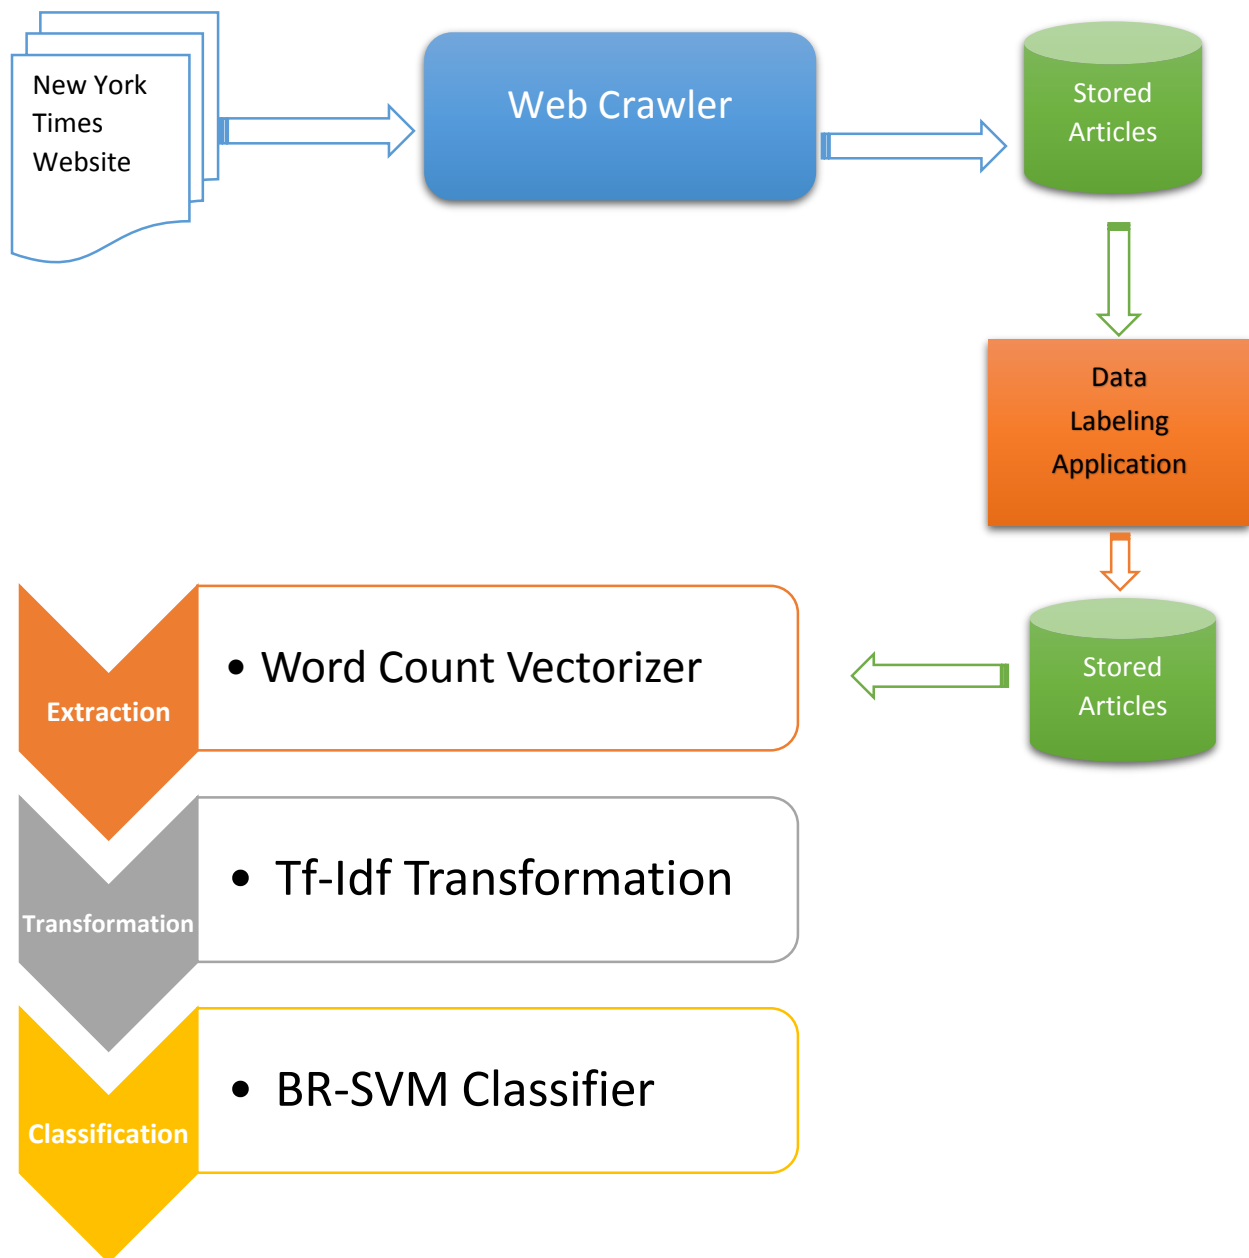 New York
Times
Website
Web Crawler
Stored
Articles
Data
Labeling
Application
Stored
Articles
Extraction
• Word Count Vectorizer
Transformation
• Tf-Idf Transformation
Classification
• BR-SVM Classifier